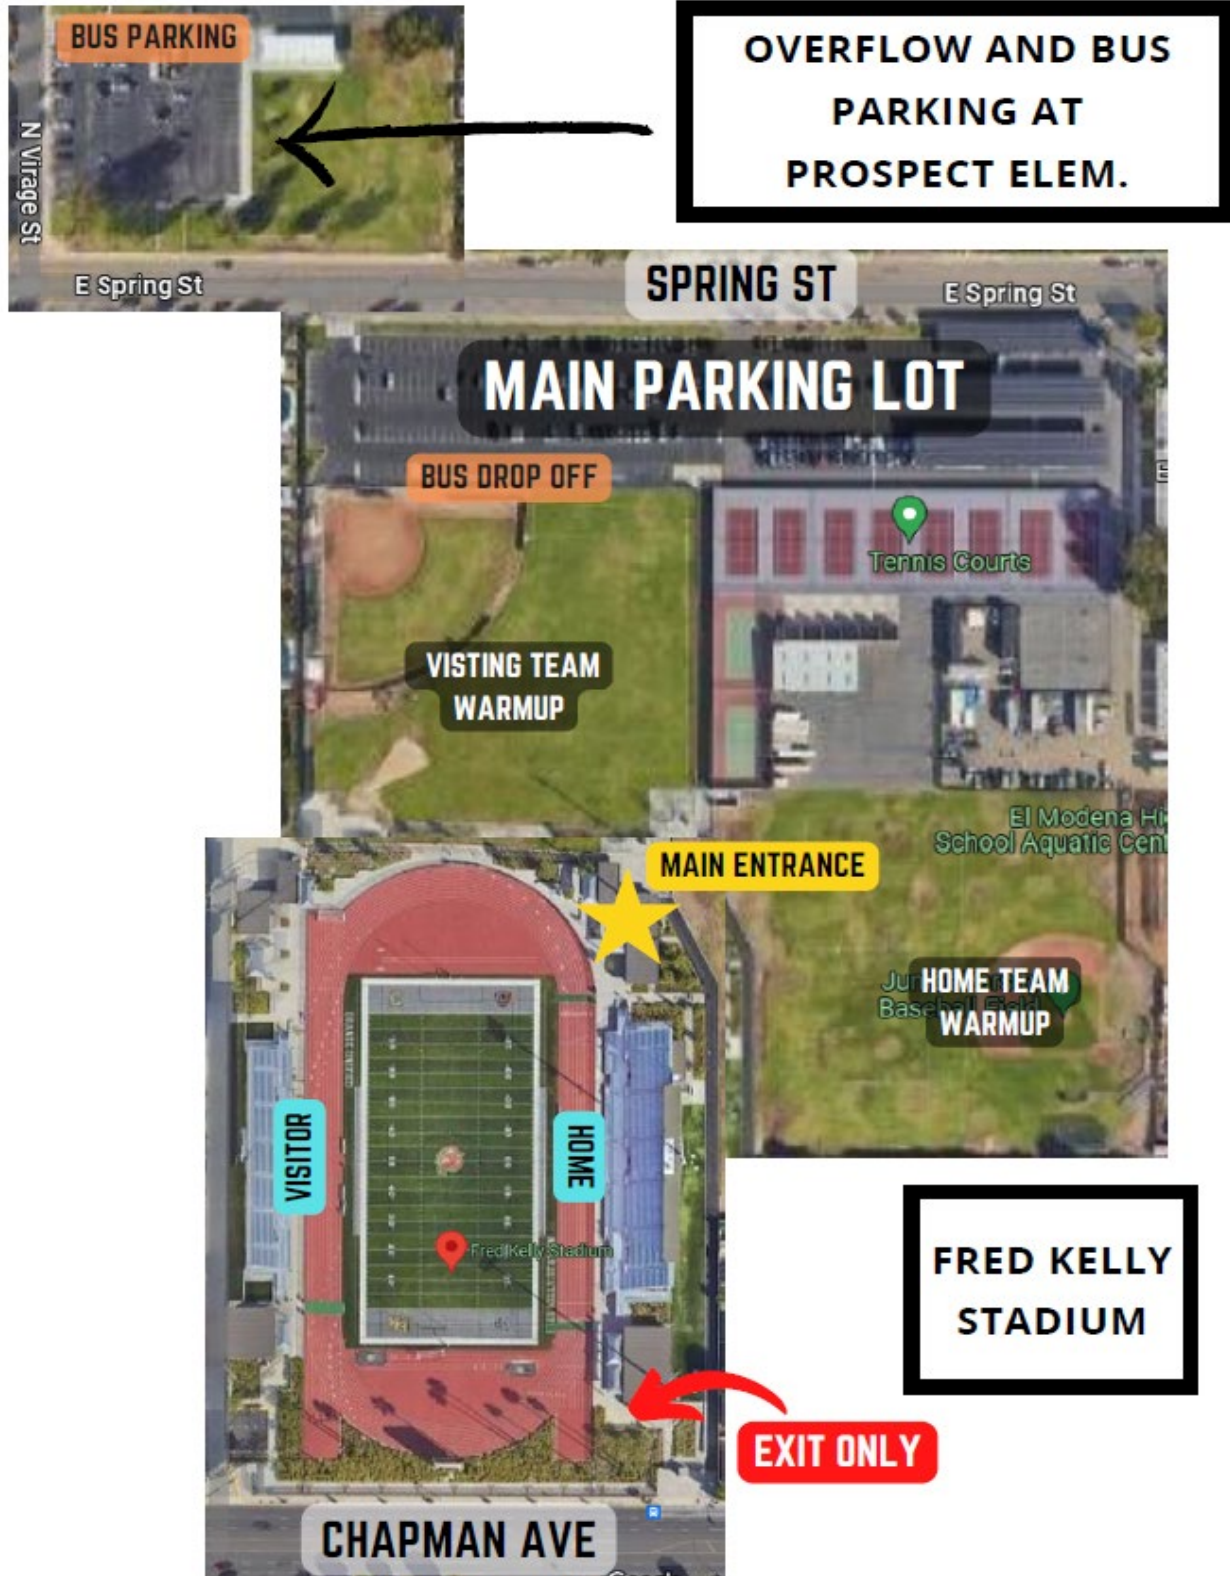 BUS PARKING
OVERFLOW AND BUS
PARKING AT
PROSPECT ELEM.
N Virage St
E Spring St
SPRING ST
E Spring St
MAIN PARKING LOT
BUS DROP OFF
Tennis Courts
VISTING TEAM
WARMUP
El Modena Hi
School Aquatic Cent
MAIN ENTRANCE
HOME TEAM
Baseball Field
WARMUP
VISITOR
HOME
Fred Kelly Stadium
FRED KELLY
STADIUM
EXIT ONLY
CHAPMAN AVE